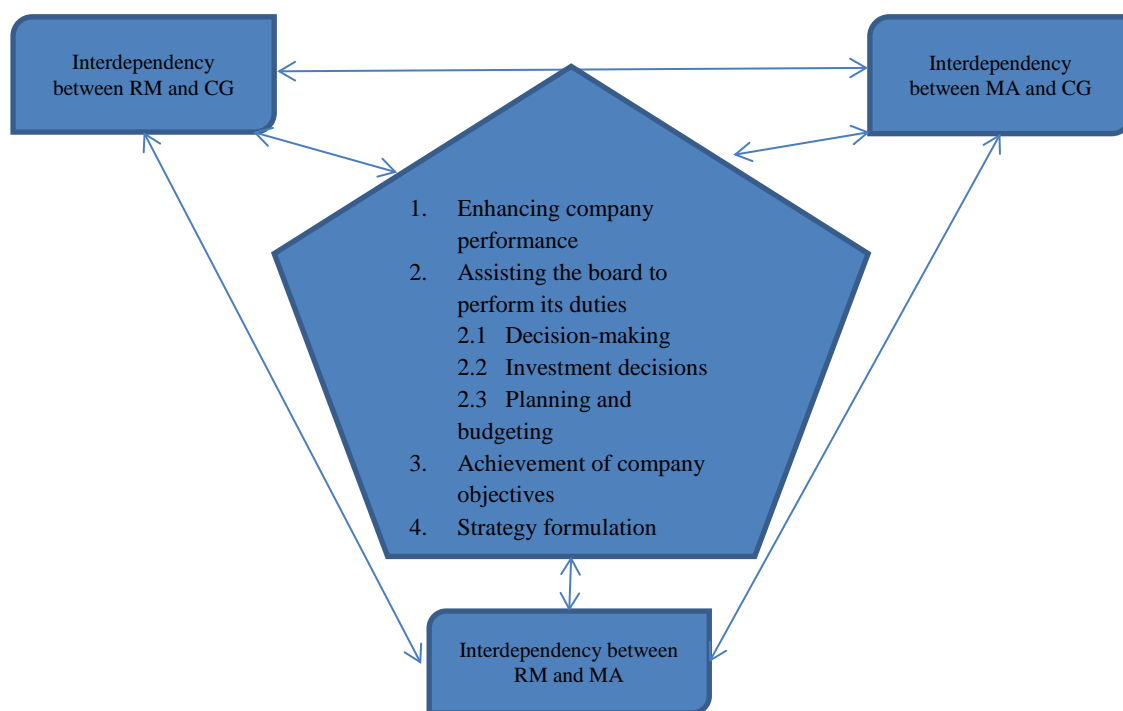 Interdependency
between RM and CG
Interdependency
between MA and CG
1. Enhancing company
performance
2. Assisting the board to
perform its duties
2.1 Decision-making
2.2 Investment decisions
2.3 Planning and
budgeting
3. Achievement of company
objectives
4. Strategy formulation
Interdependency between
RM and MA